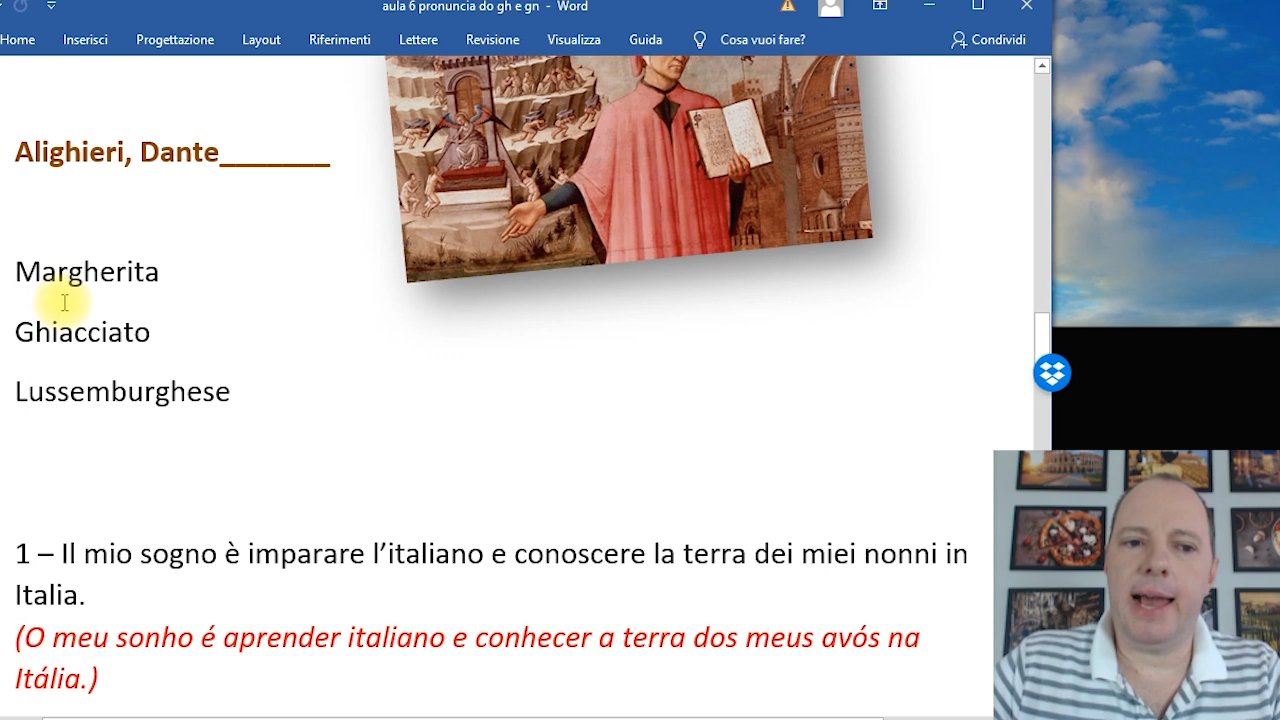 aula 6 pronuncia do gh e gn - Word
Home Inserisci Progettazione Layout Riferimenti Lettere Revisione Visualizza Guida Cosa vuoi fare? Condividi
Alighieri, Dante_______
Margherita
Ghiacciato
Lussemburghese
1 – Il mio sogno è imparare l’italiano e conoscere la terra dei miei nonni in
Italia.
(O meu sonho é aprender italiano e conhecer a terra dos meus avós na
Itália.)